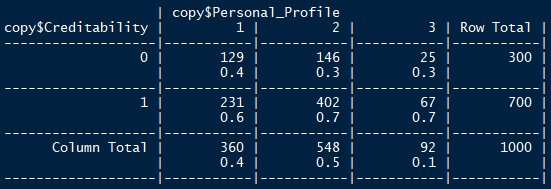 | copy$Personal_Profile
copy$Creditability | 1 | 2 | 3 | Row Total |
-------------------|-----------|-----------|-----------|-----------|
0 | 129 | 146 | 25 | 300 |
| 0.4 | 0.3 | 0.3 | |
-------------------|-----------|-----------|-----------|-----------|
1 | 231 | 402 | 67 | 700 |
| 0.6 | 0.7 | 0.7 | |
-------------------|-----------|-----------|-----------|-----------|
Column Total | 360 | 548 | 92 | 1000 |
| 0.4 | 0.5 | 0.1 | |
-------------------|-----------|-----------|-----------|-----------|